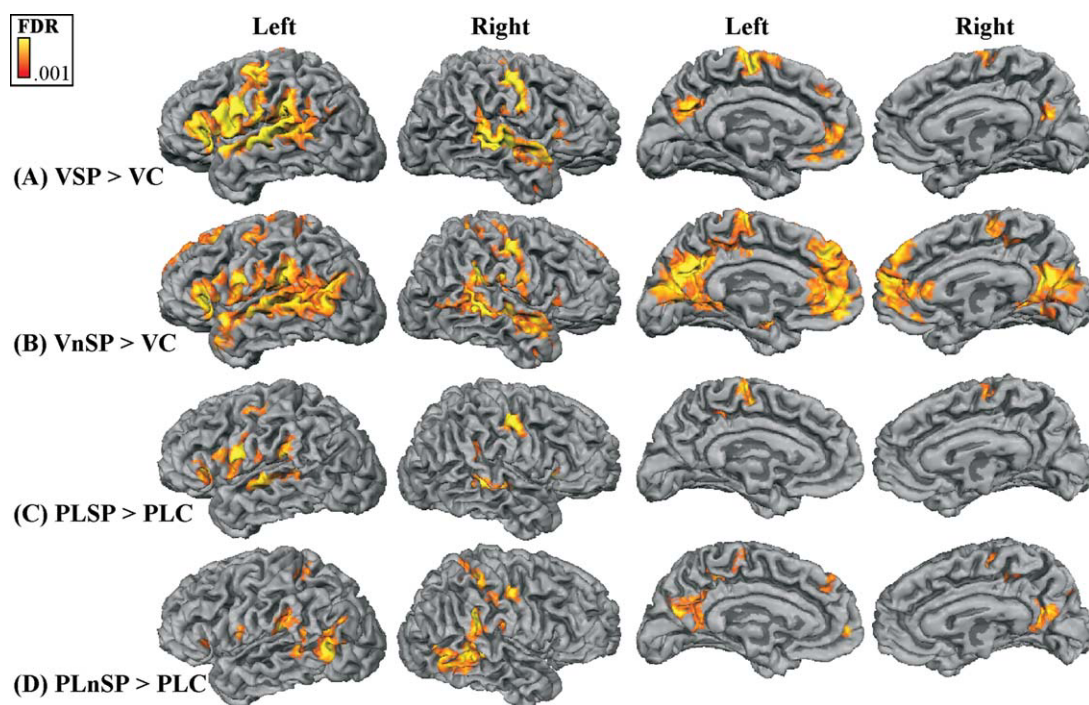 FDR
.001
Left Right Left Right
(A) VSP > VC
(B) VnSP > VC
(C) PLSP > PLC
(D) PLnSP > PLC